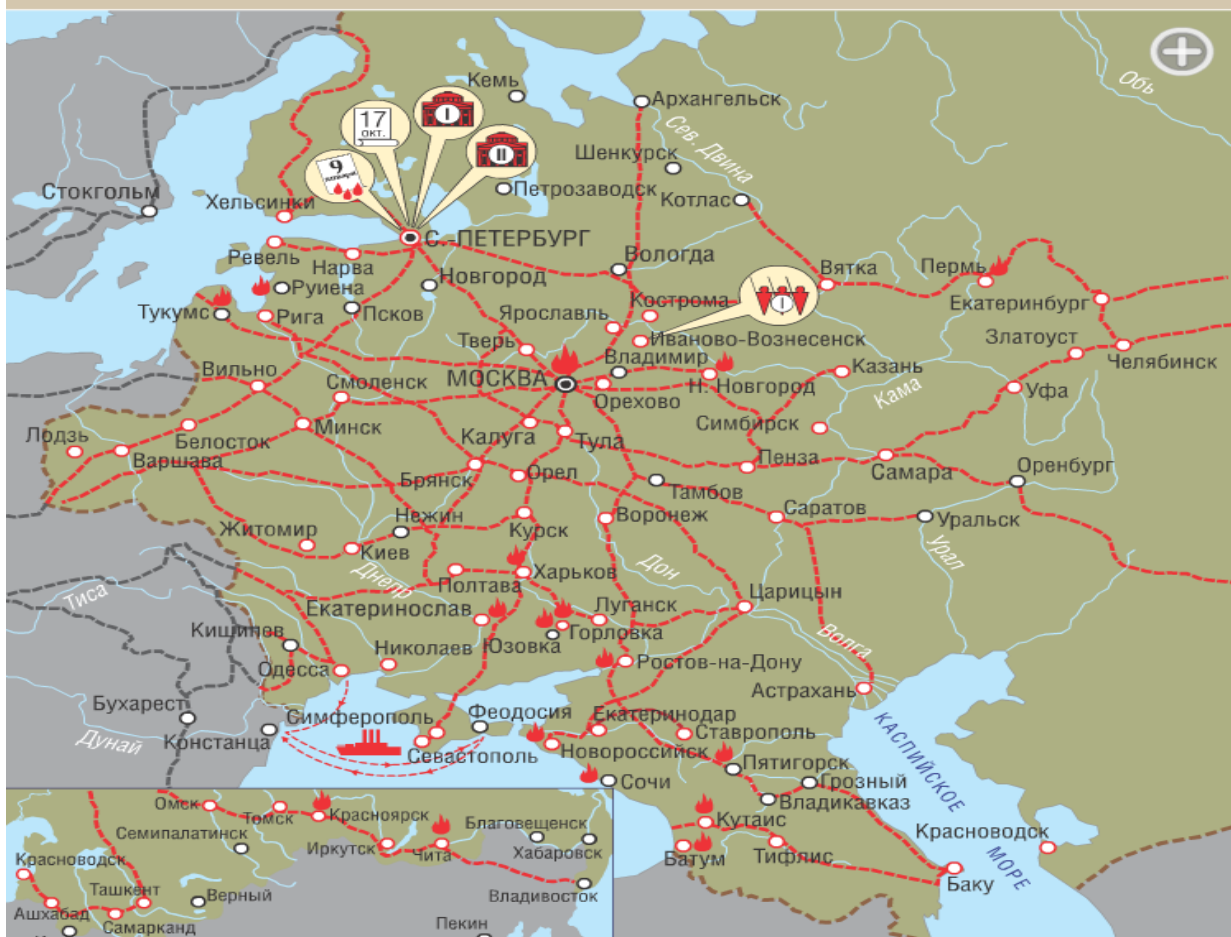 Обь
Кемь
Архангельск
17
ОКТ.
I
II
9
Сев. Двина
Шенкурск
Стокгольм
Петрозаводск
Котлас
Хельсинки
С.-ПЕТЕРБУРГ
Ревель
Нарва
Новгород
Вологда
Вятка
Пермь
Руиена
Кострома
I
Екатеринбург
Тукумс
Рига
Псков
Ярославль
Иваново-Вознесенск
Златоуст
Тверь
Владимир
Челябинск
Вильно
Смоленск
МОСКВА
Н. Новгород
Казань
Орехово
Кама
Уфа
Лодзь
Белосток
Минск
Калуга
Тула
Симбирск
Варшава
Брянск
Орел
Пенза
Самара
Оренбург
Тамбов
Житомир
Нежин
Курск
Воронеж
Саратов
Уральск
Киев
Урал
Днепр
Полтава
Харьков
Дон
Тиса
Екатеринослав
Луганск
Царицын
Кишинев
Юзовка
Горловка
Волга
Одесса
Николаев
Ростов-на-Дону
Астрахань
Бухарест
Симферополь
Феодосия
Екатеринодар
Ставрополь
Дунай
Констанца
Севастополь
Новороссийск
Пятигорск
КАСПИЙСКОЕ МОРЕ
Сочи
Грозный
Владикавказ
Омск
Томск
Красноярск
Кутаис
Красноводск
Семипалатинск
Иркутск
Чита
Благовещенск
Хабаровск
Батум
Тифлис
Красноводск
Ташкент
Верный
Владивосток
Баку
Ашхабад
Самарканд
Пекин